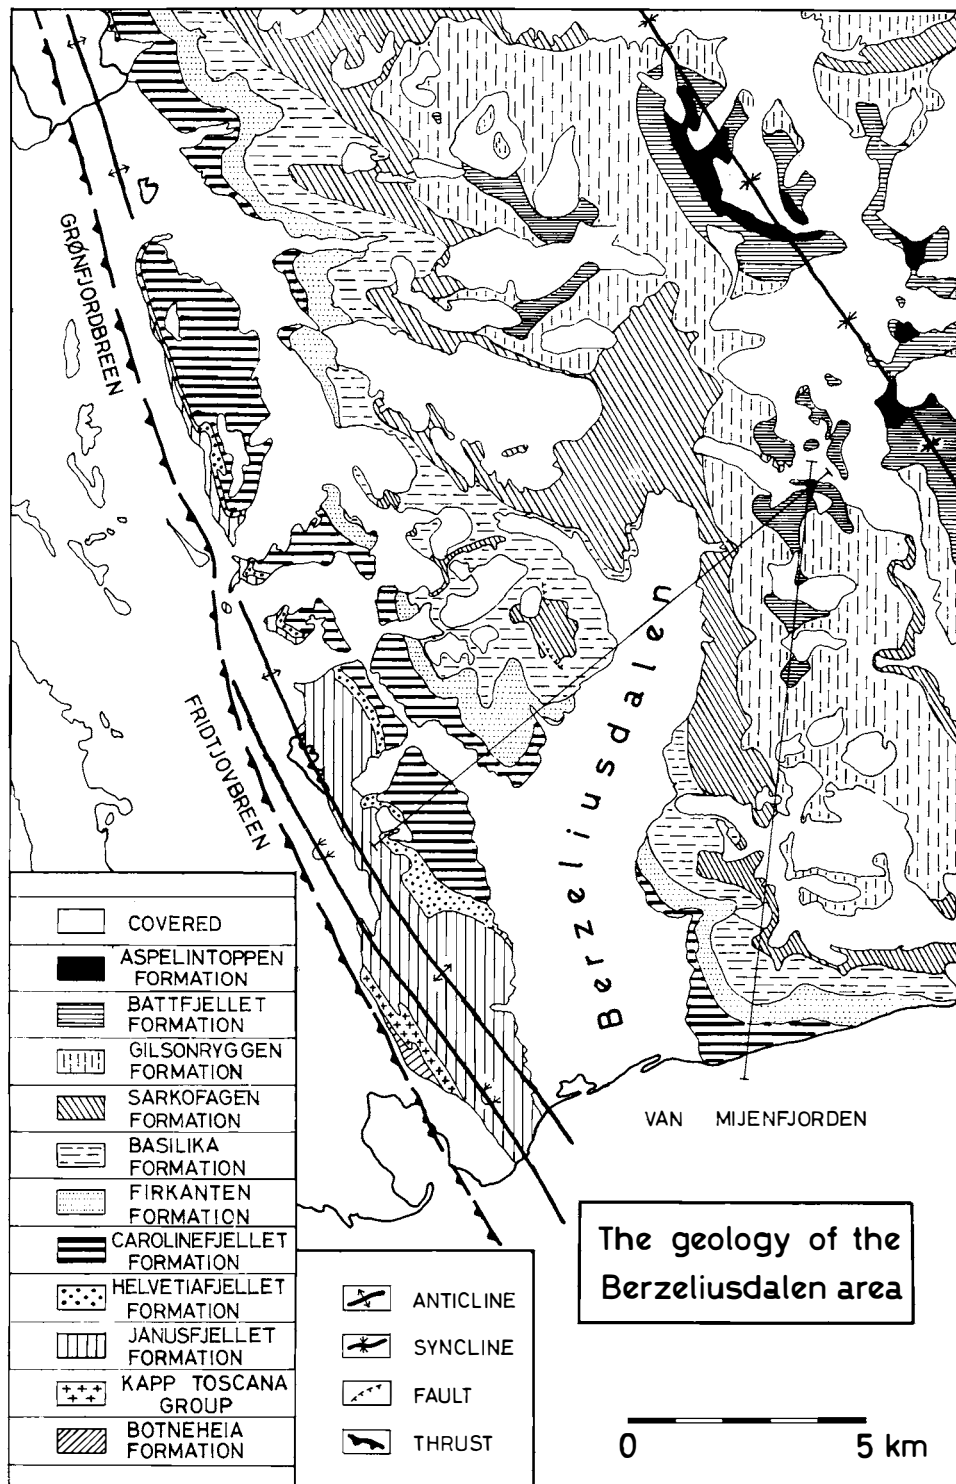 GRØNFJORDBREEN
FRIDTJOVBREEN
Berzeliusdalen
VAN MIJENFJORDEN
COVERED
ASPELINTOPPEN
FORMATION
BATTFJELLET
FORMATION
GILSONRYGGEN
FORMATION
SARKOFAGEN
FORMATION
BASILIKA
FORMATION
FIRKANTEN
FORMATION
CAROLINEFJELLET
FORMATION
HELVETIAFJELLET
FORMATION
JANUSFJELLET
FORMATION
KAPP TOSCANA
GROUP
BOTNEHEIA
FORMATION
ANTICLINE
SYNCLINE
FAULT
THRUST
The geology of the
Berzeliusdalen area
0 5 km